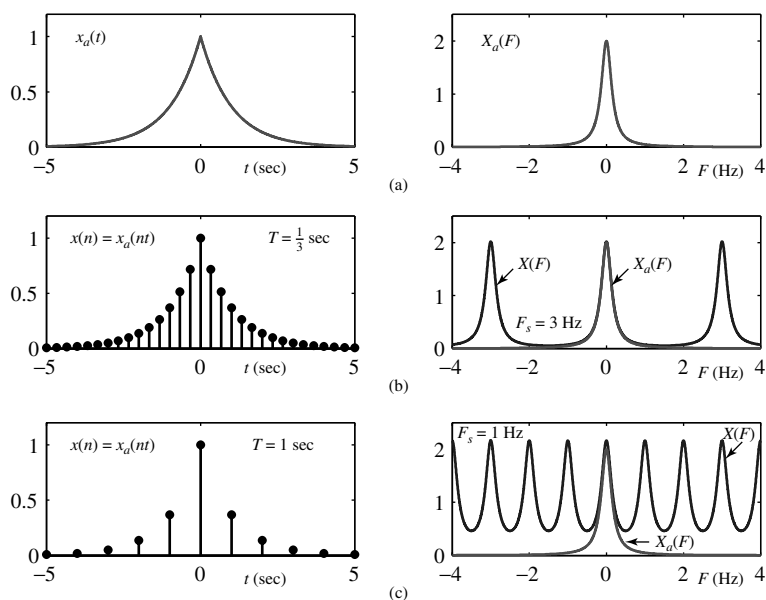 1
0.5
0
x_a(t)
−5
0
5
t (sec)
2
1
0
X_a(F)
−4
−2
0
2
4
F (Hz)
(a)
1
0.5
0
x(n) = x_a(nt)
T = 1/3 sec
−5
0
5
t (sec)
2
1
0
X(F)
X_a(F)
F_s = 3 Hz
−4
−2
0
2
4
F (Hz)
(b)
1
0.5
0
x(n) = x_a(nt)
T = 1 sec
−5
0
5
t (sec)
2
1
0
F_s = 1 Hz
X(F)
X_a(F)
−4
−2
0
2
4
F (Hz)
(c)